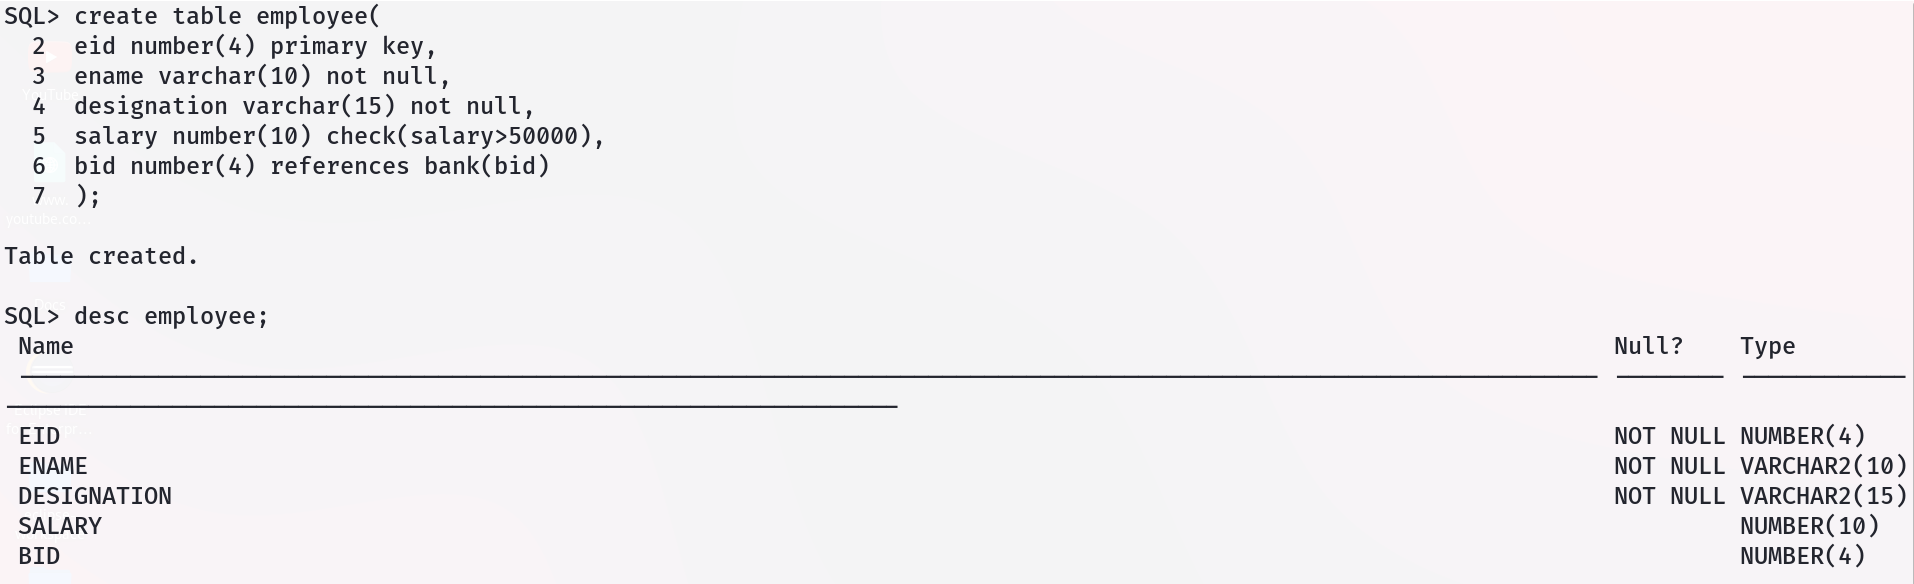 SQL> create table employee(
  2  eid number(4) primary key,
  3  ename varchar(10) not null,
  4  designation varchar(15) not null,
  5  salary number(10) check(salary>50000),
  6  bid number(4) references bank(bid)
  7  );
YouTube
youtube.co...
Table created.
SQL> desc employee;
 Name Null? Type
 EID NOT NULL NUMBER(4)
 ENAME NOT NULL VARCHAR2(10)
 DESIGNATION NOT NULL VARCHAR2(15)
 SALARY NUMBER(10)
 BID NUMBER(4)